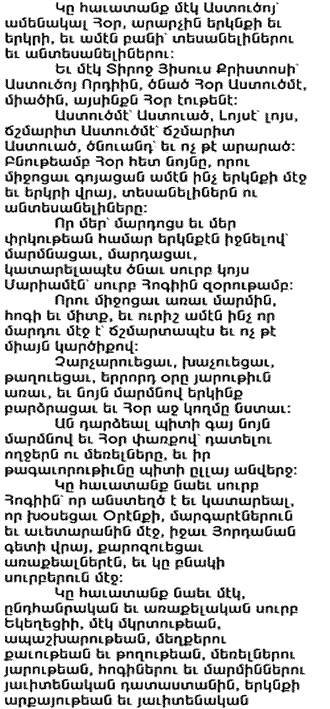 Կը հաւատանք մէկ Աստուծոյ՝
ամենակալ Հօր, արարչին երկնքի եւ
երկրի, եւ ամէն բանի՝ տեսանելիներու
եւ անտեսանելիներու:
Եւ մէկ Տիրոջ Յիսուս Քրիստոսի՝
Աստուծոյ Որդիին, ծնած Հօր Աստուծմէ,
միածին, այսինքն Հօր էութենէ:
Աստուծմէ՝ Աստուած, Լոյսէ՝ լոյս,
ճշմարիտ Աստուծմէ՝ ճշմարիտ
Աստուած, ծնունդ՝ եւ ոչ թէ արարած:
Բնութեամբ Հօր հետ նոյնը, որու
միջոցաւ գոյացան ամէն ինչ երկնքի մէջ
եւ երկրի վրայ, տեսանելիներն ու
անտեսանելիները:
Որ մեր՝ մարդոցս եւ մեր
փրկութեան համար երկնքէն իջնելով՝
մարմնացաւ, մարդացաւ,
կատարելապէս ծնաւ սուրբ կոյս
Մարիամէն՝ սուրբ Հոգիին զօրութամբ:
Որու միջոցաւ առաւ մարմին,
հոգի եւ միտք, եւ ուրիշ ամէն ինչ որ
մարդու մէջ է՝ ճշմարտապէս եւ ոչ թէ
միայն կարծիքով:
Չարչարուեցաւ, խաչուեցաւ,
թաղուեցաւ, երրորդ օրը յարութիւն
առաւ, եւ նոյն մարմնով երկինք
բարձրացաւ եւ Հօր աջ կողմը նստաւ:
Ան դարձեալ պիտի գայ նոյն
մարմնով եւ Հօր փառքով՝ դատելու
ողջերն ու մեռելները, եւ իր
թագաւորութիւնը պիտի ըլլայ անվերջ:
Կը հաւատանք նաեւ սուրբ
Հոգիին՝ որ անստեղծ է եւ կատարեալ,
որ խօսեցաւ Օրէնքի, մարգարէներուն
եւ աւետարանին մէջ, իջաւ Յորդանան
գետի վրայ, քարոզուեցաւ
առաքեալներէն, եւ կը բնակի
սուրբերուն մէջ:
Կը հաւատանք նաեւ մէկ,
ընդհանրական եւ առաքելական սուրբ
Եկեղեցիի, մէկ մկրտութեան,
ապաշխարութեան, մեղքերու
քաւութեան եւ թողութեան, մեռելներու
յարութեան, հոգիներու եւ մարմիններու
յաւիտենական դատաստանին, երկնքի
արքայութեան եւ յաւիտենական